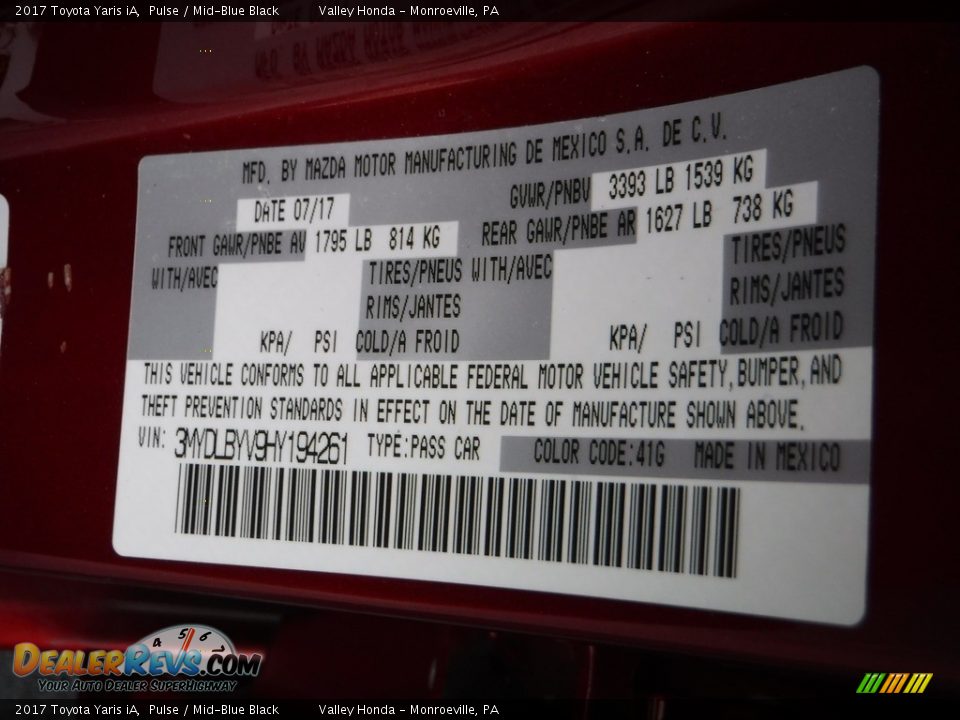 2017 Toyota Yaris iA, Pulse / Mid-Blue Black Valley Honda - Monroeville, PA
MFD. BY MAZDA MOTOR MANUFACTURING DE MEXICO S.A. DE C.V.
DATE 07/17 GVWR/PNBV 3393 LB 1539 KG
FRONT GAWR/PNBE AV 1795 LB 814 KG REAR GAWR/PNBE AR 1627 LB 738 KG
WITH/AVEC TIRES/PNEUS WITH/AVEC TIRES/PNEUS
RIMS/JANTES RIMS/JANTES
KPA/ PSI COLD/A FROID KPA/ PSI COLD/A FROID
THIS VEHICLE CONFORMS TO ALL APPLICABLE FEDERAL MOTOR VEHICLE SAFETY, BUMPER, AND
THEFT PREVENTION STANDARDS IN EFFECT ON THE DATE OF MANUFACTURE SHOWN ABOVE.
VIN: 3MYDLBYV9HY194261 TYPE:PASS CAR COLOR CODE:41G MADE IN MEXICO
4 5 6 7
DealerRevs.com
Your Auto Dealer SuperHighway
2017 Toyota Yaris iA, Pulse / Mid-Blue Black Valley Honda - Monroeville, PA